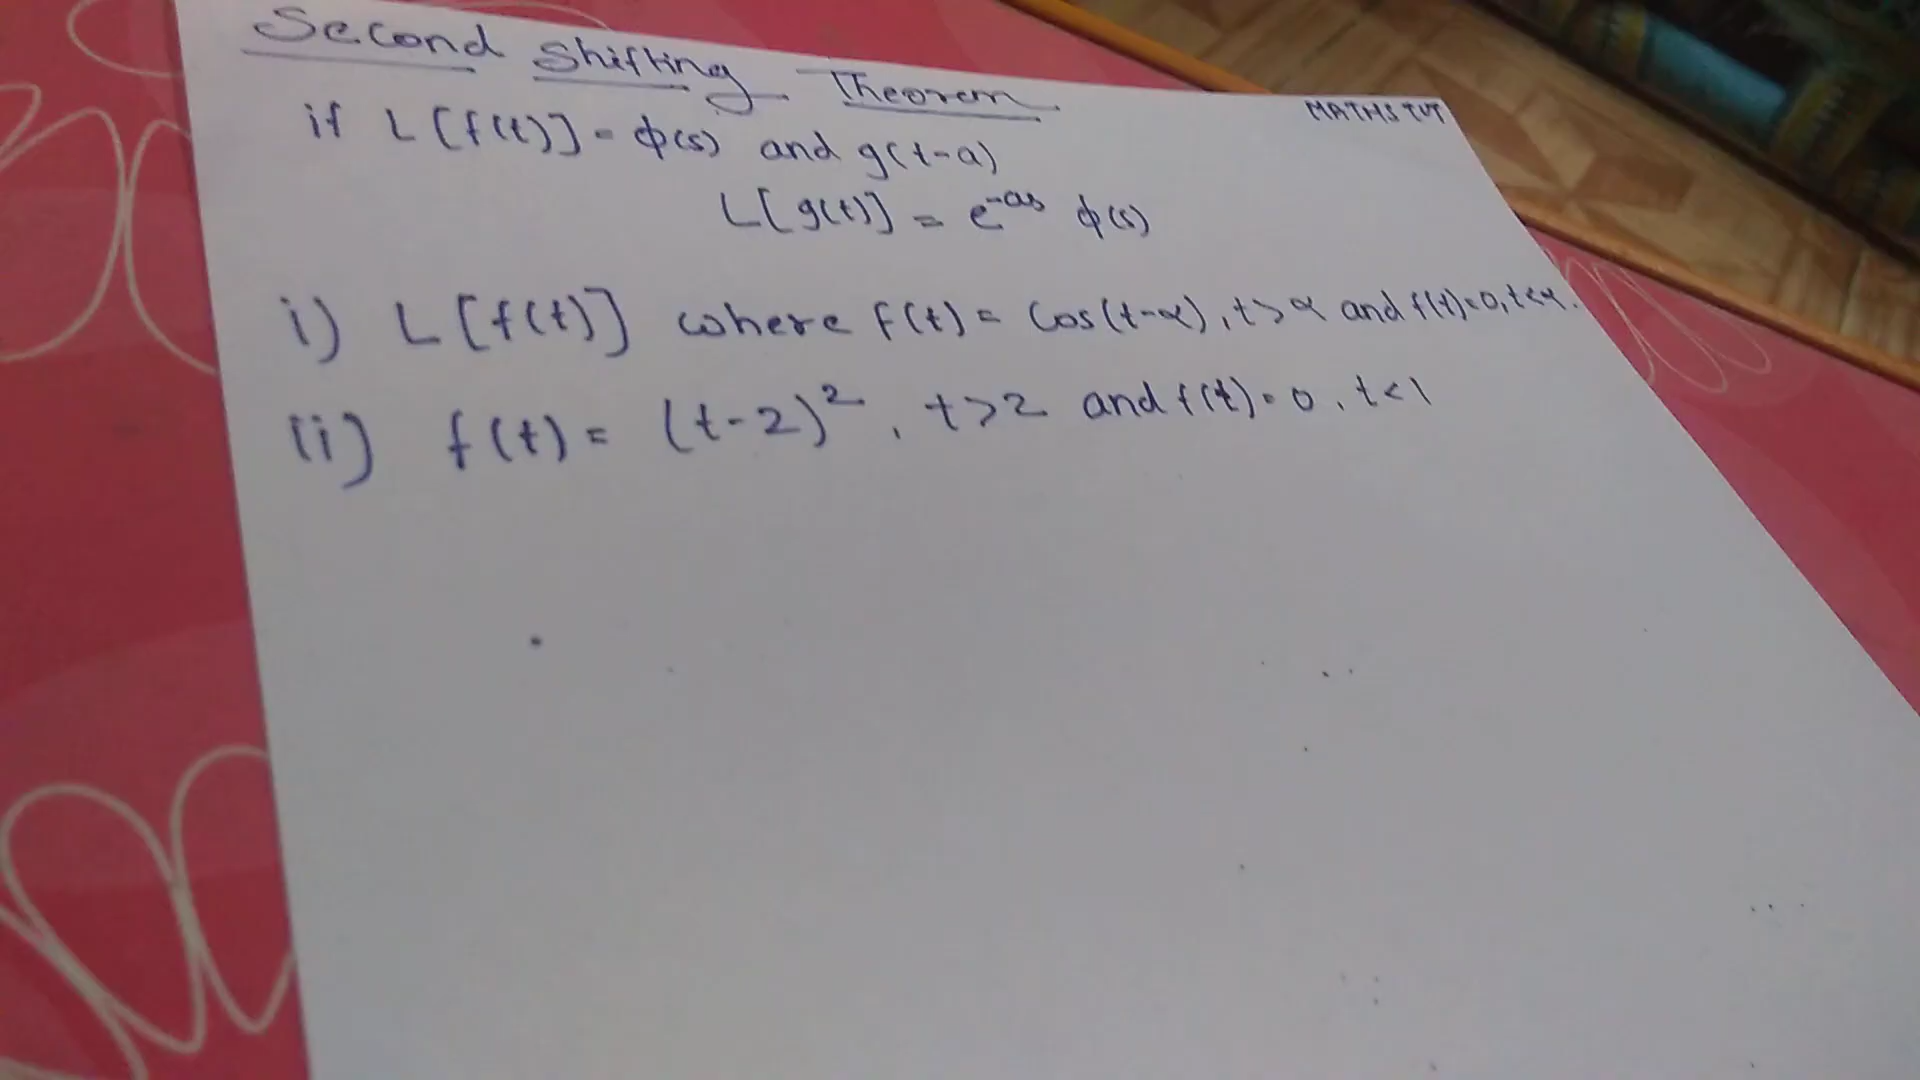 Second Shifting Theorem
MATHS TUT
if L[f(t)] = ϕ(s) and g(t-a)
L[g(t)] = e^-as ϕ(s)
i) L[f(t)] where f(t) = Cos(t-α), t>α and f(t)=0, t<α.
(ii) f(t) = (t-2)², t>2 and f(t)=0, t<1